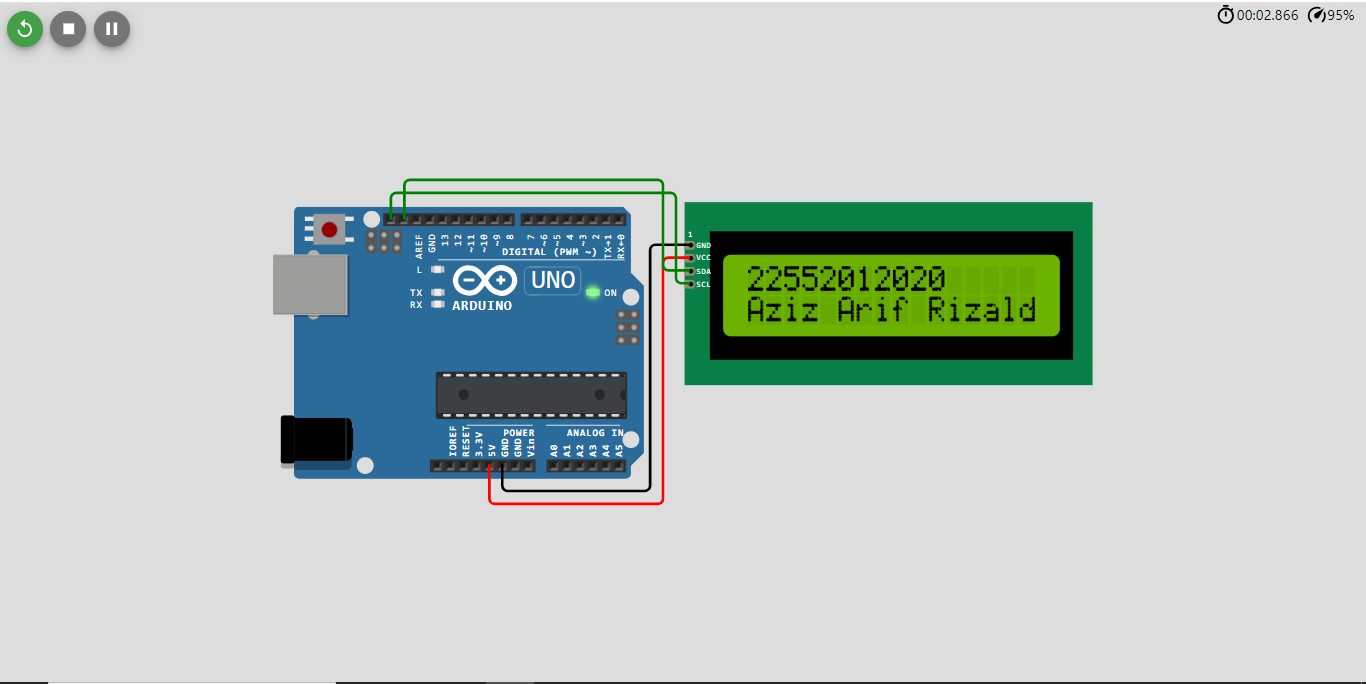 00:02.866 95%
AREF
GND
13
12
~11
~10
~9
8
7
~6
~5
4
~3
2
TX→1
RX←0
DIGITAL (PWM ~)
L
TX
RX
UNO
ON
ARDUINO
1
GND
VCC
SDA
SCL
22552012020
Aziz Arif Rizald
POWER
ANALOG IN
IOREF
RESET
3.3V
5V
GND
GND
Vin
A0
A1
A2
A3
A4
A5